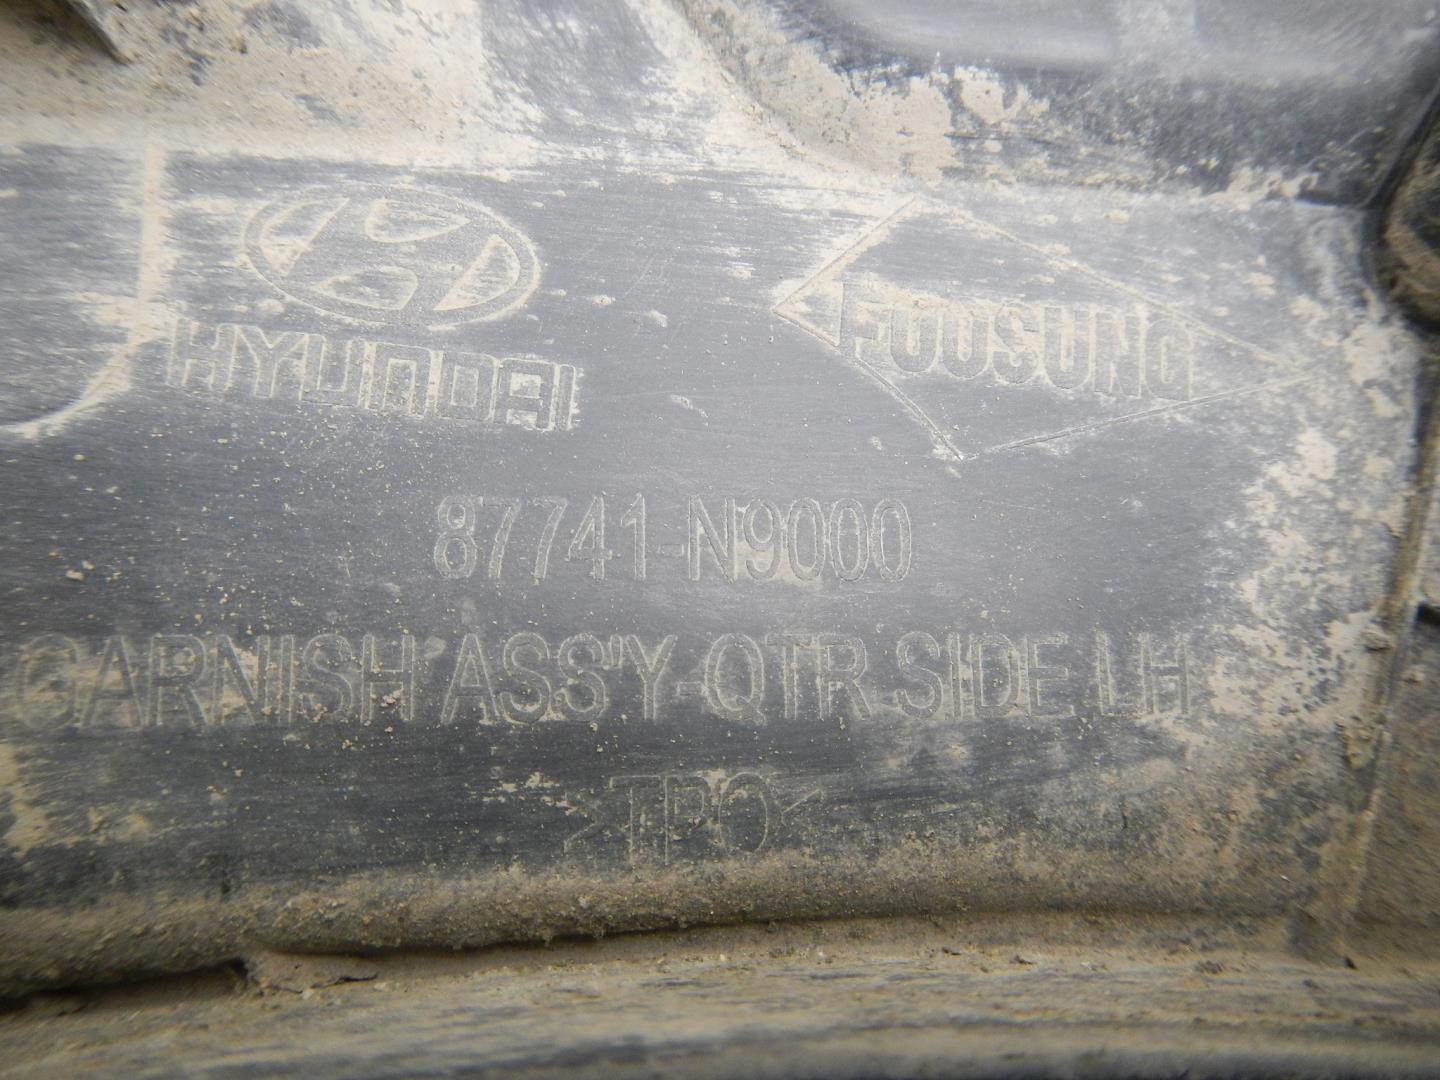 HYUNDAI
FOOSUNG
87741-N9000
GARNISH ASS'Y-QTR SIDE LH
>TPO<